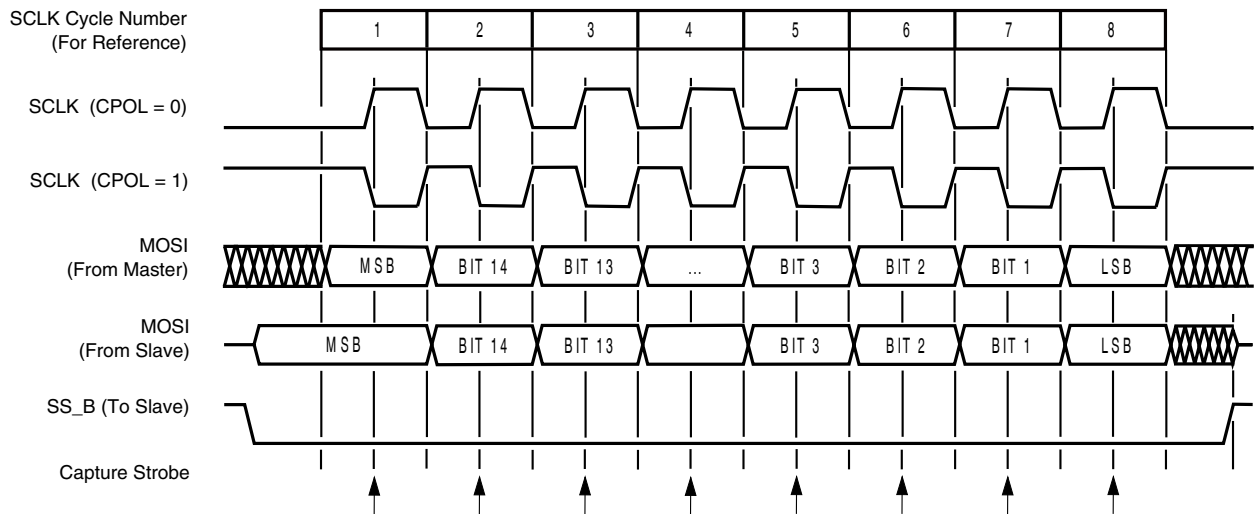 SCLK Cycle Number
(For Reference)
1 2 3 4 5 6 7 8
SCLK (CPOL = 0)
SCLK (CPOL = 1)
MOSI
(From Master)
MSB BIT 14 BIT 13 ... BIT 3 BIT 2 BIT 1 LSB
MOSI
(From Slave)
MSB BIT 14 BIT 13 BIT 3 BIT 2 BIT 1 LSB
SS_B (To Slave)
Capture Strobe